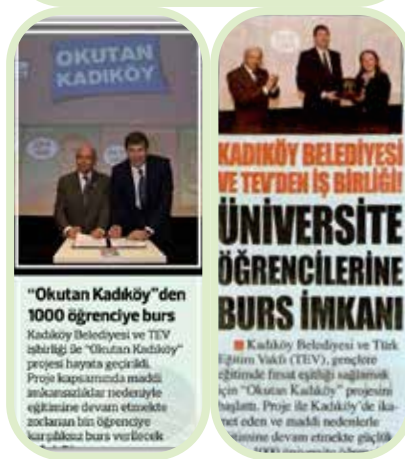 OKUTAN
KADIKÖY
"Okutan Kadıköy"den
1000 öğrenciye burs
Kadıköy Belediyesi ve TEV
işbirliği ile "Okutan Kadıköy"
projesi hayata geçirildi.
Proje kapsamında maddi
imkansızlıklar nedeniyle
eğitimine devam etmekte
zorlanan bin öğrenciye
karşılıksız burs verilecek
KADIKÖY BELEDİYESİ
VE TEV'DEN İŞ BİRLİĞİ!
ÜNİVERSİTE
ÖĞRENCİLERİNE
BURS İMKANI
Kadıköy Belediyesi ve Türk
Eğitim Vakfı (TEV), gençlere
eğitimde fırsat eşitliği sağlamak
için "Okutan Kadıköy" projesini
başlattı. Proje ile Kadıköy'de ika-
met eden ve maddi nedenlerle
eğitimine devam etmekte güçlük
1000 üniversite